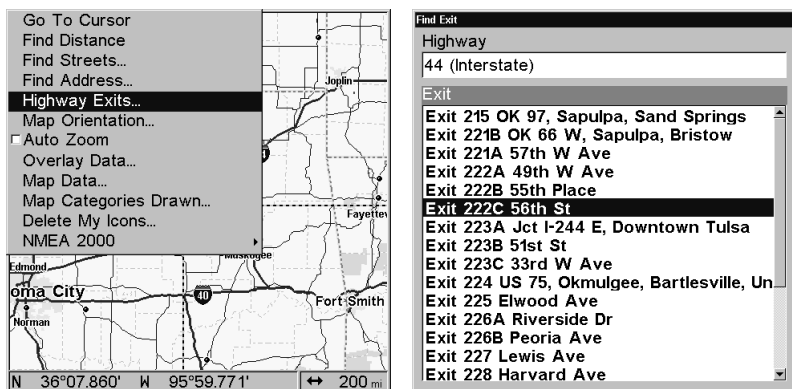 Go To Cursor
Find Distance
Find Streets...
Find Address...
Highway Exits...
Map Orientation...
Auto Zoom
Overlay Data...
Map Data...
Map Categories Drawn...
Delete My Icons...
NMEA 2000
Joplin
Fayettev
Muskogee
Edmond
oma City
40
Fort Smith
Norman
N 36°07.860' W 95°59.771' ↔ 200 mi
Find Exit
Highway
44 (Interstate)
Exit
Exit 215 OK 97, Sapulpa, Sand Springs
Exit 221B OK 66 W, Sapulpa, Bristow
Exit 221A 57th W Ave
Exit 222A 49th W Ave
Exit 222B 55th Place
Exit 222C 56th St
Exit 223A Jct I-244 E, Downtown Tulsa
Exit 223B 51st St
Exit 223C 33rd W Ave
Exit 224 US 75, Okmulgee, Bartlesville, Un
Exit 225 Elwood Ave
Exit 226A Riverside Dr
Exit 226B Peoria Ave
Exit 227 Lewis Ave
Exit 228 Harvard Ave